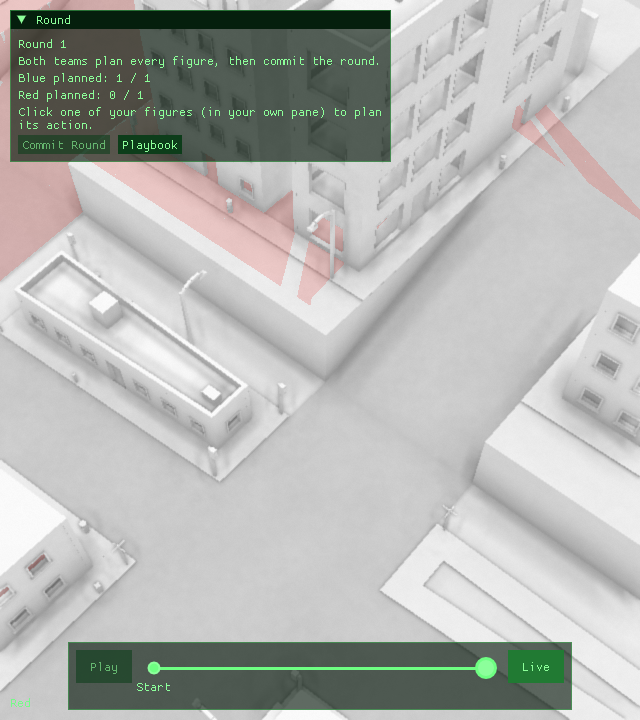 Round
Round 1
Both teams plan every figure, then commit the round.
Blue planned: 1 / 1
Red planned: 0 / 1
Click one of your figures (in your own pane) to plan
its action.
Commit Round
Playbook
Play
Start
Live